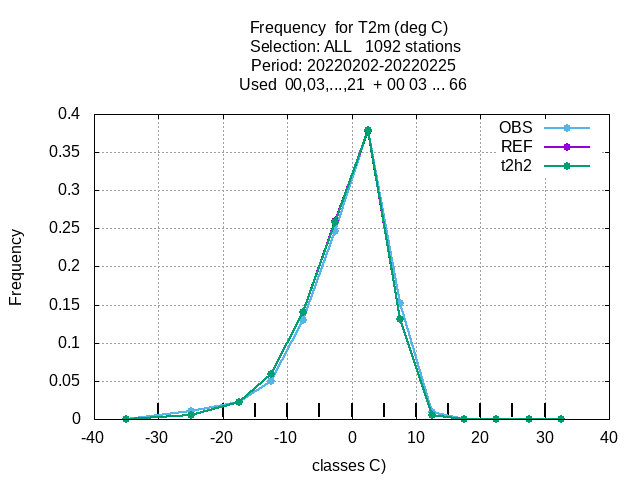 Frequency  for T2m (deg C)
Selection: ALL   1092 stations
Period: 20220202-20220225
Used  00,03,...,21  + 00 03 ... 66
OBS
REF
t2h2
0.4
0.35
0.3
0.25
0.2
0.15
0.1
0.05
0
Frequency
-40 -30 -20 -10 0 10 20 30 40
classes C)